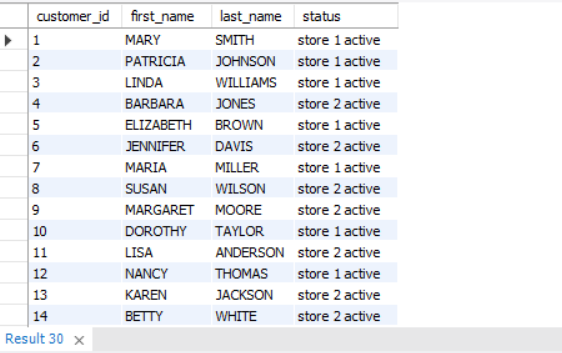 customer_id first_name last_name status
1 MARY SMITH store 1 active
2 PATRICIA JOHNSON store 1 active
3 LINDA WILLIAMS store 1 active
4 BARBARA JONES store 2 active
5 ELIZABETH BROWN store 1 active
6 JENNIFER DAVIS store 2 active
7 MARIA MILLER store 1 active
8 SUSAN WILSON store 2 active
9 MARGARET MOORE store 2 active
10 DOROTHY TAYLOR store 1 active
11 LISA ANDERSON store 2 active
12 NANCY THOMAS store 1 active
13 KAREN JACKSON store 2 active
14 BETTY WHITE store 2 active
Result 30 ×